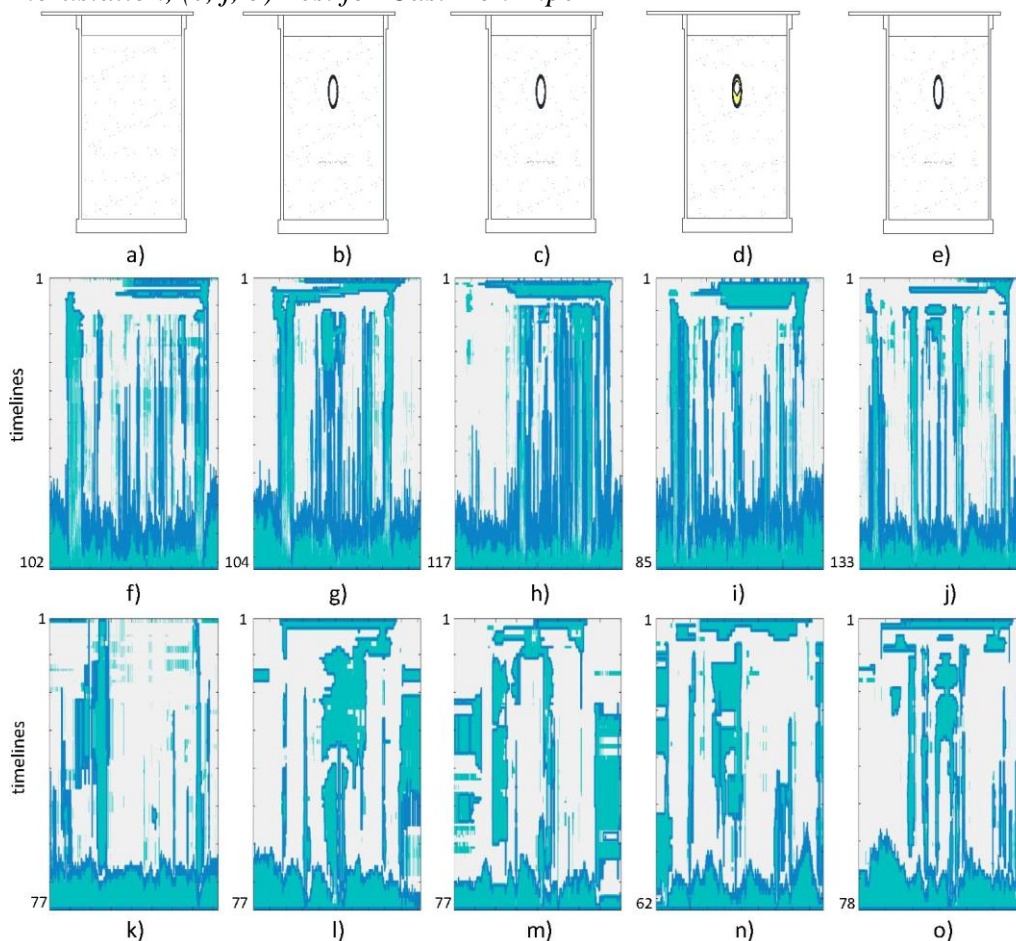 a) b) c) d) e)
1 1 1 1 1
timelines
102 104 117 85 133
f) g) h) i) j)
1 1 1 1 1
timelines
77 77 77 62 78
k) l) m) n) o)